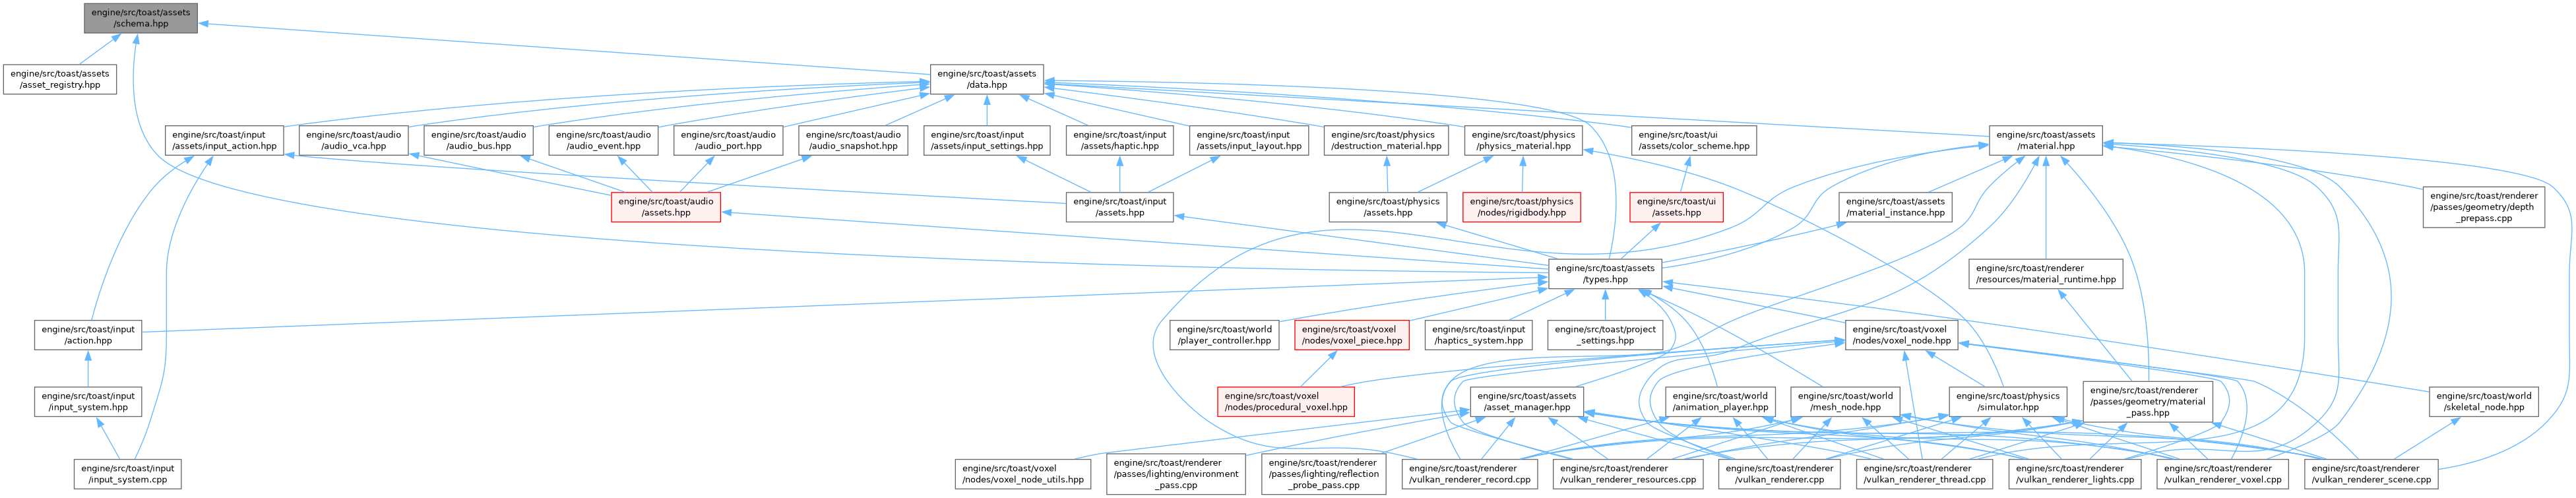 engine/src/toast/assets
/schema.hpp
engine/src/toast/assets
/asset_registry.hpp
engine/src/toast/assets
/data.hpp
engine/src/toast/input
/assets/input_action.hpp
engine/src/toast/audio
/audio_vca.hpp
engine/src/toast/audio
/audio_bus.hpp
engine/src/toast/audio
/audio_event.hpp
engine/src/toast/audio
/audio_port.hpp
engine/src/toast/audio
/audio_snapshot.hpp
engine/src/toast/input
/assets/input_settings.hpp
engine/src/toast/input
/assets/haptic.hpp
engine/src/toast/input
/assets/input_layout.hpp
engine/src/toast/physics
/destruction_material.hpp
engine/src/toast/physics
/physics_material.hpp
engine/src/toast/ui
/assets/color_scheme.hpp
engine/src/toast/assets
/material.hpp
engine/src/toast/audio
/assets.hpp
engine/src/toast/input
/assets.hpp
engine/src/toast/physics
/assets.hpp
engine/src/toast/physics
/nodes/rigidbody.hpp
engine/src/toast/ui
/assets.hpp
engine/src/toast/assets
/material_instance.hpp
engine/src/toast/renderer
/passes/geometry/depth
_prepass.cpp
engine/src/toast/assets
/types.hpp
engine/src/toast/renderer
/resources/material_runtime.hpp
engine/src/toast/input
/action.hpp
engine/src/toast/world
/player_controller.hpp
engine/src/toast/voxel
/nodes/voxel_piece.hpp
engine/src/toast/input
/haptics_system.hpp
engine/src/toast/project
_settings.hpp
engine/src/toast/voxel
/nodes/voxel_node.hpp
engine/src/toast/input
/input_system.hpp
engine/src/toast/voxel
/nodes/procedural_voxel.hpp
engine/src/toast/assets
/asset_manager.hpp
engine/src/toast/world
/animation_player.hpp
engine/src/toast/world
/mesh_node.hpp
engine/src/toast/physics
/simulator.hpp
engine/src/toast/renderer
/passes/geometry/material
_pass.hpp
engine/src/toast/world
/skeletal_node.hpp
engine/src/toast/input
/input_system.cpp
engine/src/toast/voxel
/nodes/voxel_node_utils.hpp
engine/src/toast/renderer
/passes/lighting/environment
_pass.cpp
engine/src/toast/renderer
/passes/lighting/reflection
_probe_pass.cpp
engine/src/toast/renderer
/vulkan_renderer_record.cpp
engine/src/toast/renderer
/vulkan_renderer_resources.cpp
engine/src/toast/renderer
/vulkan_renderer.cpp
engine/src/toast/renderer
/vulkan_renderer_thread.cpp
engine/src/toast/renderer
/vulkan_renderer_lights.cpp
engine/src/toast/renderer
/vulkan_renderer_voxel.cpp
engine/src/toast/renderer
/vulkan_renderer_scene.cpp